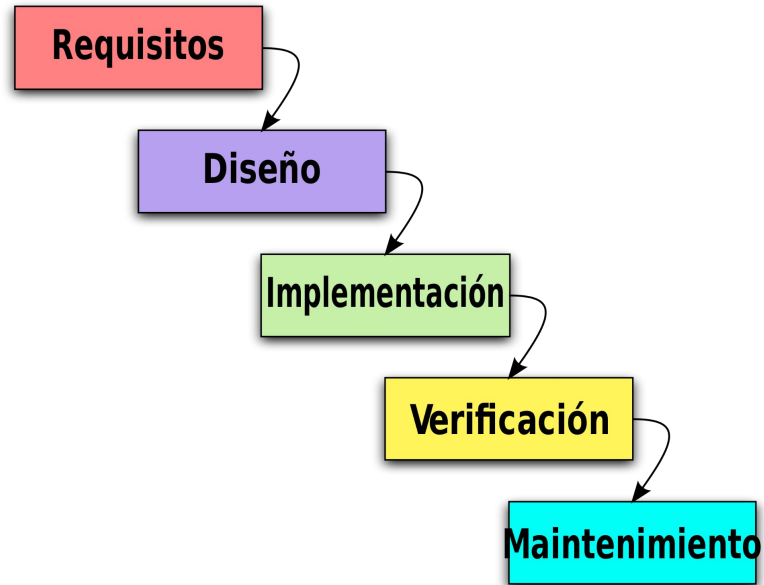 Requisitos
Diseño
Implementación
Verificación
Maintenimiento